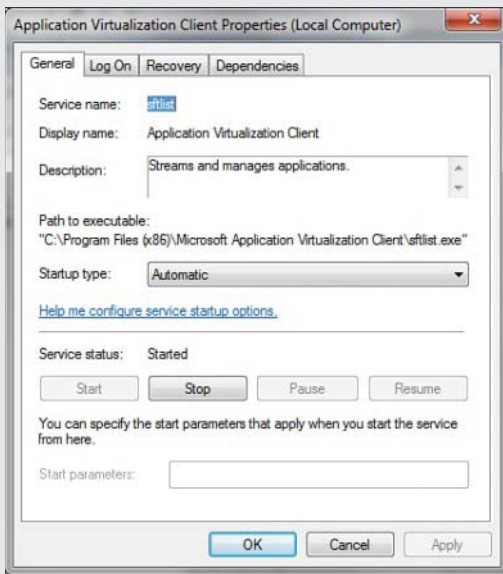 Application Virtualization Client Properties (Local Computer)
General
Log On
Recovery
Dependencies
Service name:
sftlist
Display name:
Application Virtualization Client
Description:
Streams and manages applications.
Path to executable:
"C:\Program Files (x86)\Microsoft Application Virtualization Client\sftlist.exe"
Startup type:
Automatic
Help me configure service startup options.
Service status:
Started
Start
Stop
Pause
Resume
You can specify the start parameters that apply when you start the service
from here.
Start parameters:
OK
Cancel
Apply